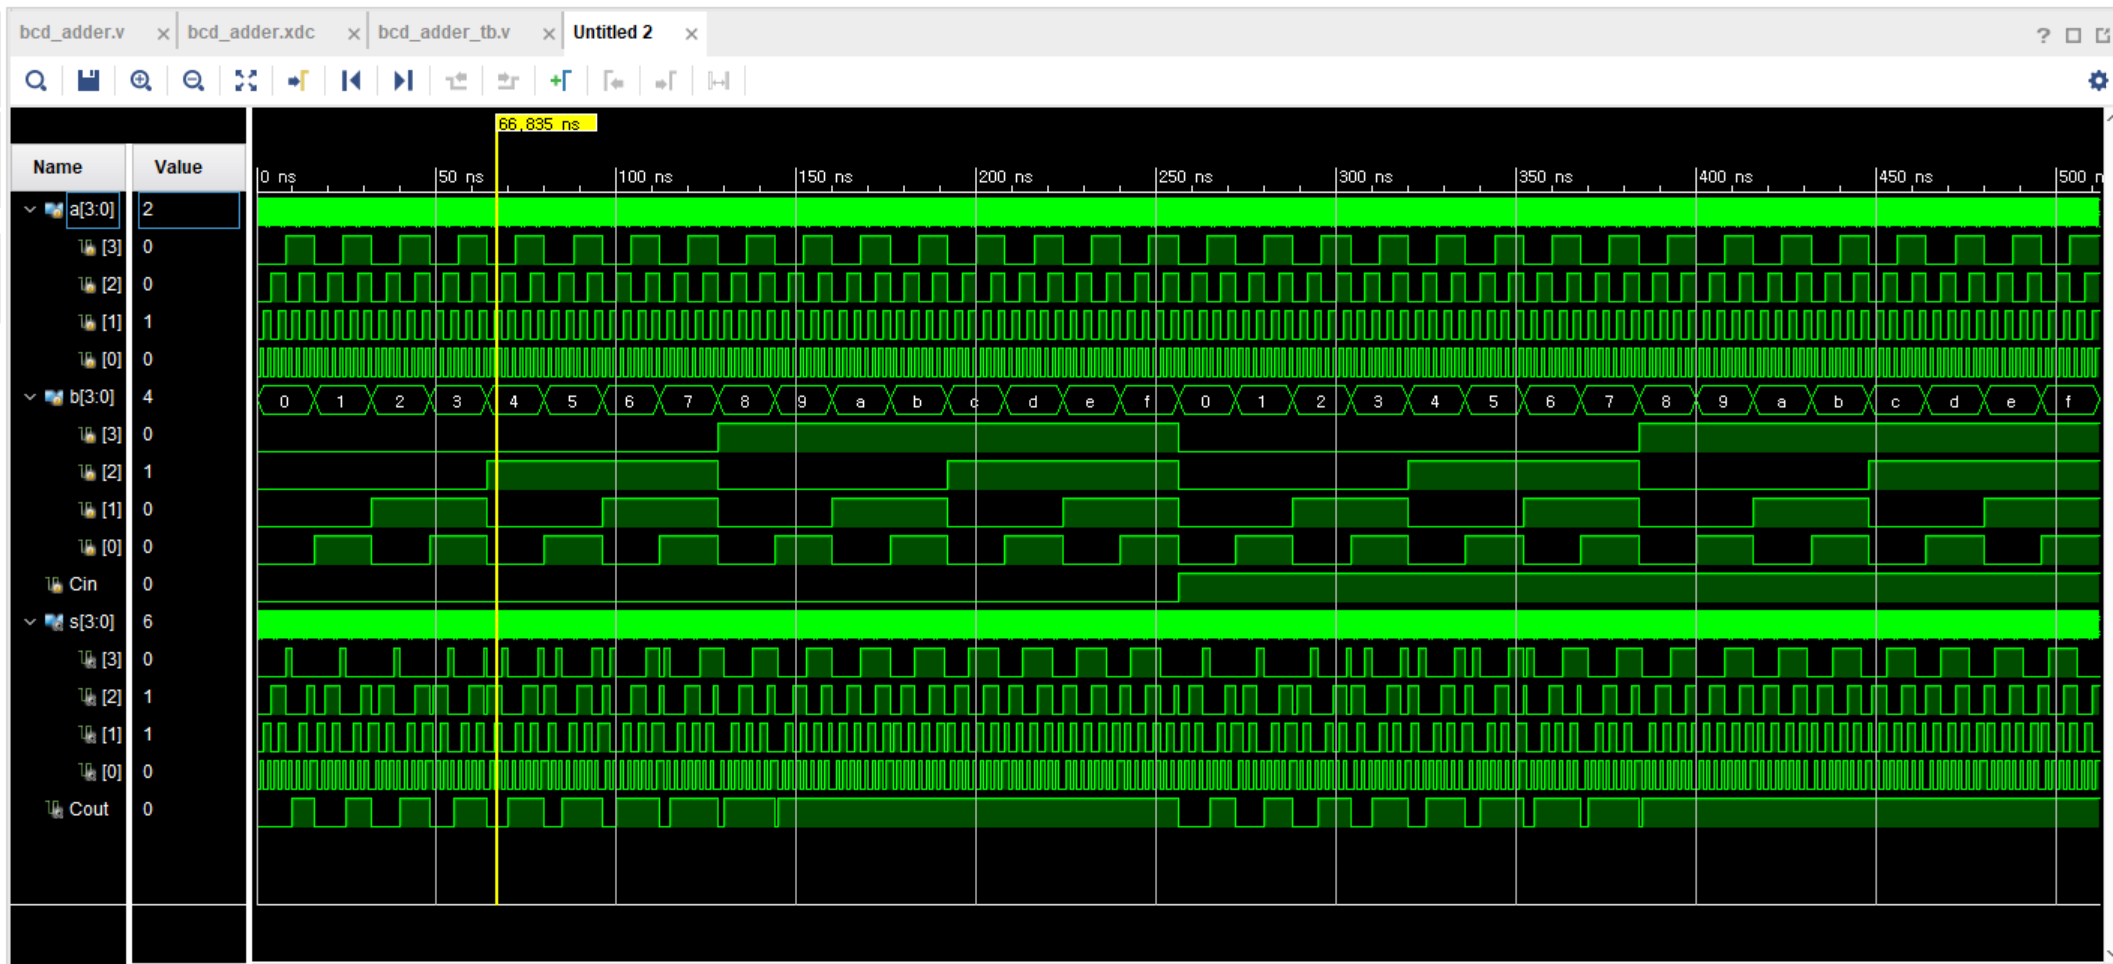 bcd_adder.v × bcd_adder.xdc × bcd_adder_tb.v × Untitled 2 ×
66,835 ns
Name Value
0 ns 50 ns 100 ns 150 ns 200 ns 250 ns 300 ns 350 ns 400 ns 450 ns 500 n
a[3:0] 2
[3] 0
[2] 0
[1] 1
[0] 0
b[3:0] 4 0 1 2 3 4 5 6 7 8 9 a b c d e f 0 1 2 3 4 5 6 7 8 9 a b c d e f
[3] 0
[2] 1
[1] 0
[0] 0
Cin 0
s[3:0] 6
[3] 0
[2] 1
[1] 1
[0] 0
Cout 0